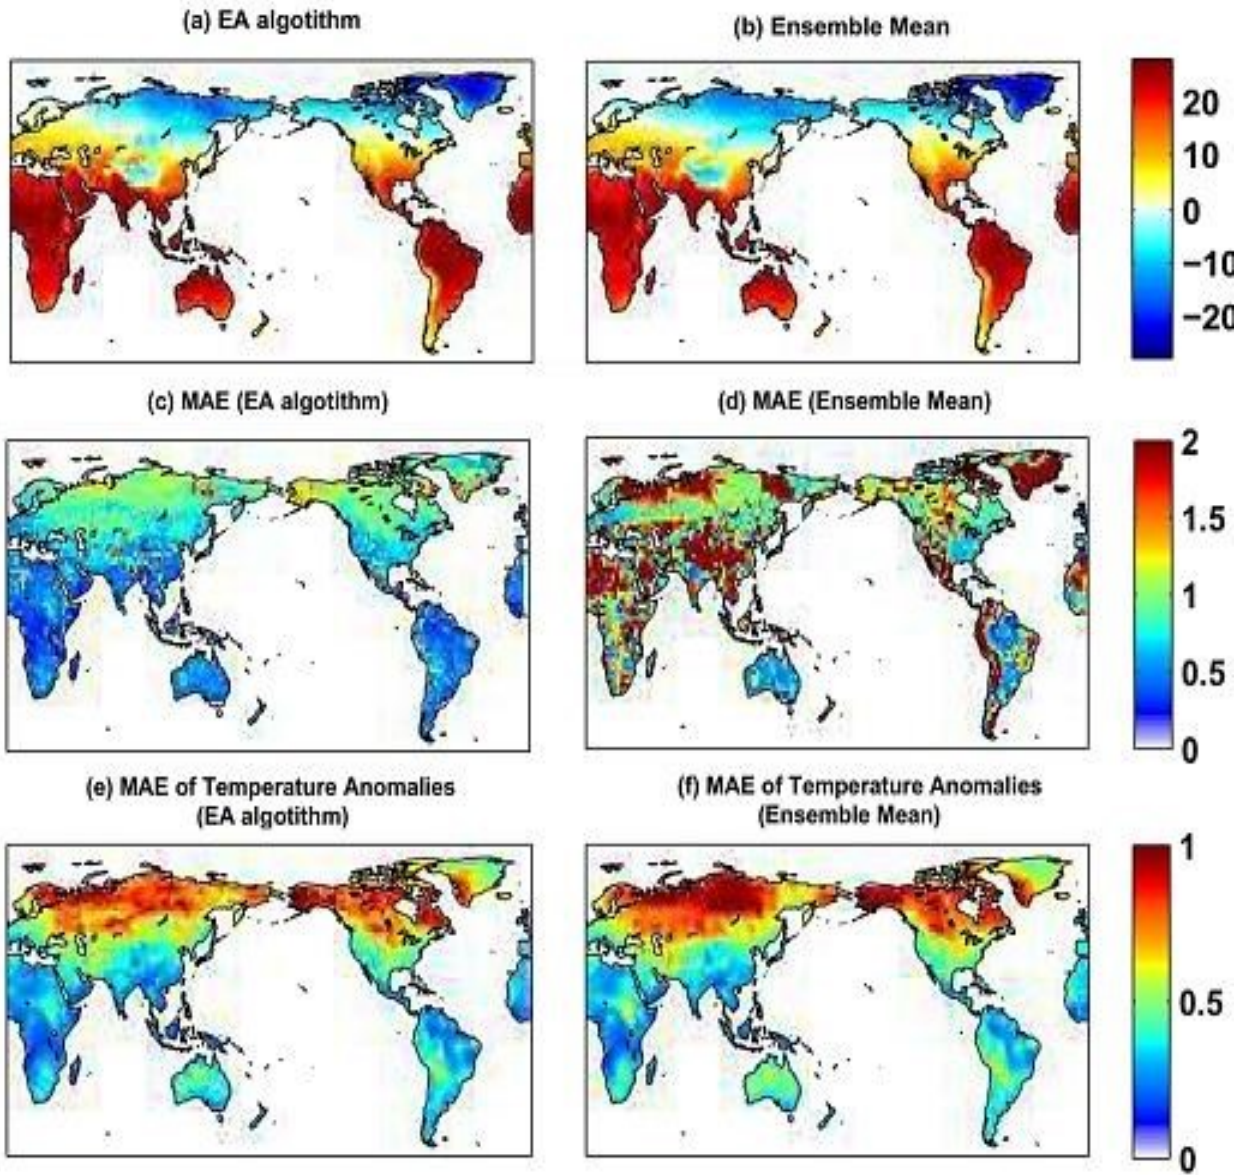 (a) EA algotithm
(b) Ensemble Mean
20
10
0
−10
−20
(c) MAE (EA algotithm)
(d) MAE (Ensemble Mean)
2
1.5
1
0.5
0
(e) MAE of Temperature Anomalies
(EA algotithm)
(f) MAE of Temperature Anomalies
(Ensemble Mean)
1
0.5
0